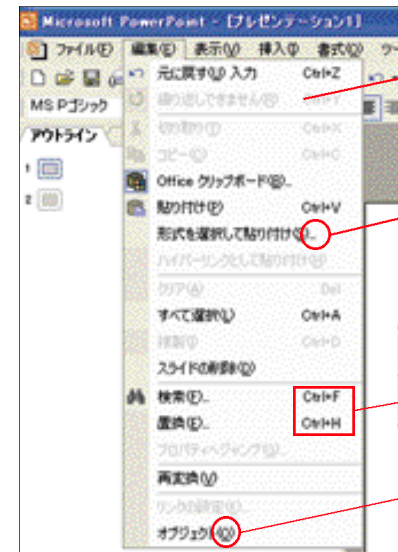 Microsoft PowerPoint - [プレゼンテーション1]
ファイル(F) 編集(E) 表示(V) 挿入(I) 書式(O) ツ
MS Pゴシック
アウトライン
1
2
元に戻す(U) 入力 Ctrl+Z
繰り返しできません(R) Ctrl+Y
切り取り(T) Ctrl+X
コピー(C) Ctrl+C
Office クリップボード(B)...
貼り付け(P) Ctrl+V
形式を選択して貼り付け(S)...
ハイパーリンクとして貼り付け(H)
クリア(A) Del
すべて選択(L) Ctrl+A
複製(I) Ctrl+D
スライドの削除(D)
検索(F)... Ctrl+F
置換(E)... Ctrl+H
プロパティへジャンプ(G)...
再変換(V)
リンクの設定(K)...
オブジェクト(O)